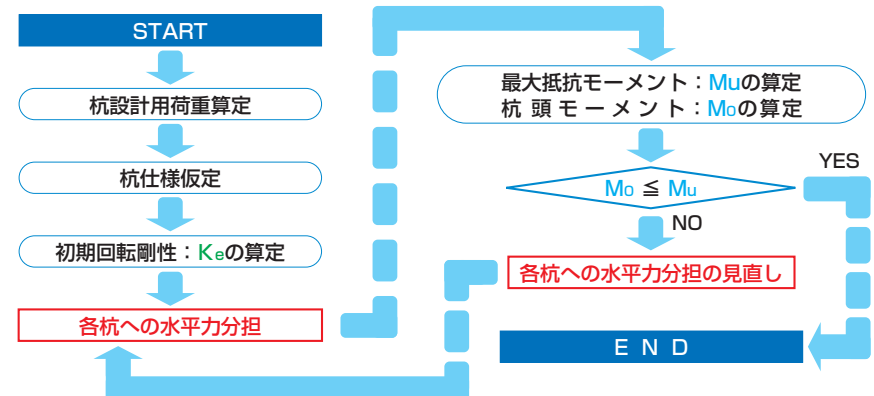 START
杭設計用荷重算定
杭仕様仮定
初期回転剛性：Keの算定
各杭への水平力分担
最大抵抗モーメント：Muの算定
杭頭モーメント：Moの算定
Mo ≦ Mu
YES
NO
各杭への水平力分担の見直し
END